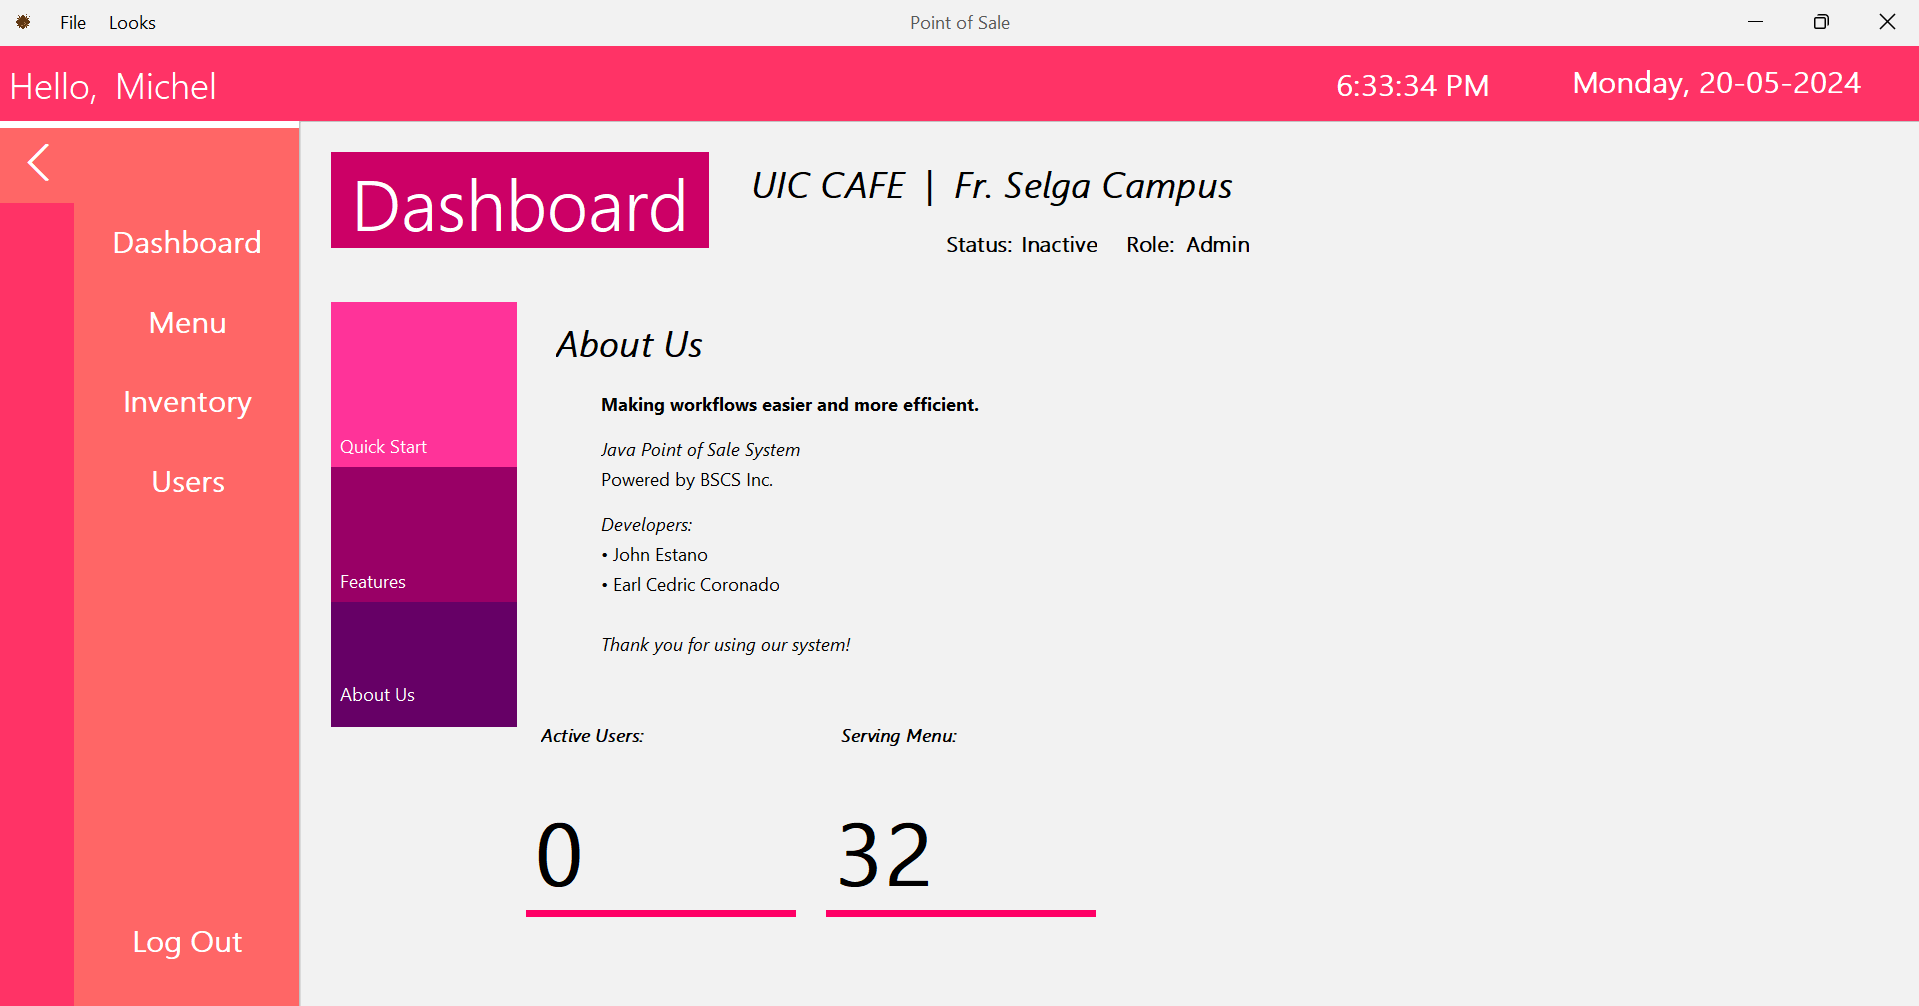 File Looks Point of Sale
Hello, Michel 6:33:34 PM Monday, 20-05-2024
Dashboard
Menu
Inventory
Users
Log Out
Dashboard
UIC CAFE | Fr. Selga Campus
Status: Inactive Role: Admin
Quick Start
Features
About Us
About Us
Making workflows easier and more efficient.
Java Point of Sale System
Powered by BSCS Inc.
Developers:
• John Estano
• Earl Cedric Coronado
Thank you for using our system!
Active Users: Serving Menu:
0 32